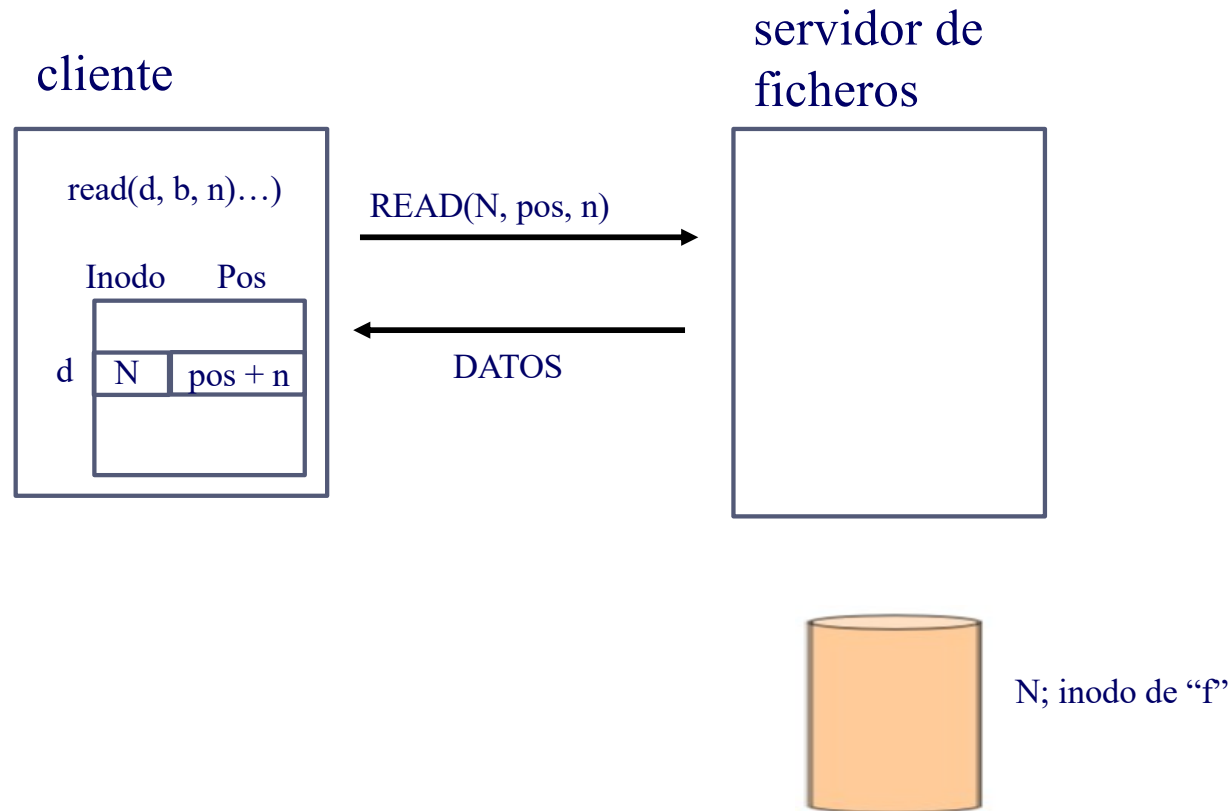 cliente
servidor de
ficheros
read(d, b, n)…)
READ(N, pos, n)
Inodo Pos
d N pos + n
DATOS
N; inodo de “f”